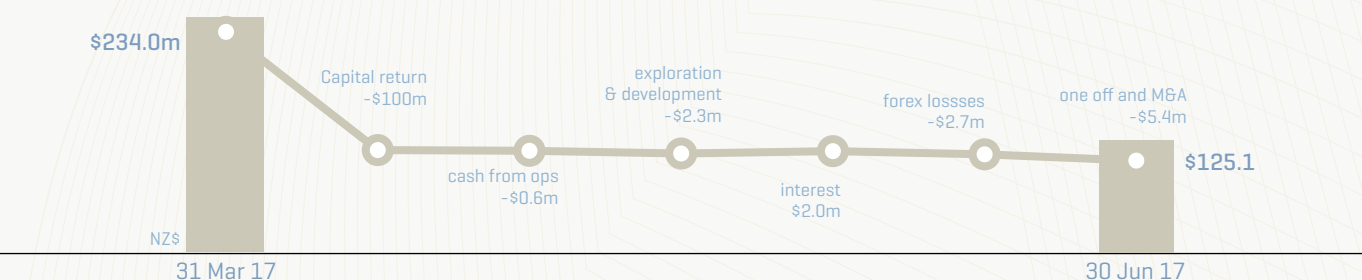 $234.0m
Capital return
-$100m
cash from ops
-$0.6m
exploration
& development
-$2.3m
interest
$2.0m
forex lossses
-$2.7m
one off and M&A
-$5.4m
$125.1
NZ$
31 Mar 17
30 Jun 17